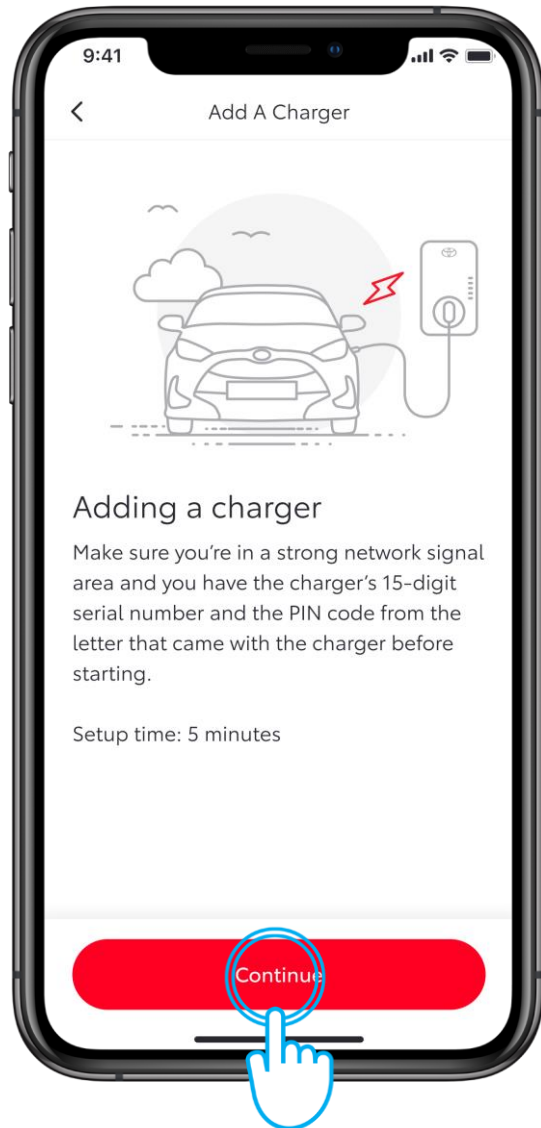 9:41
Add A Charger
Adding a charger
Make sure you're in a strong network signal
area and you have the charger's 15-digit
serial number and the PIN code from the
letter that came with the charger before
starting.
Setup time: 5 minutes
Continue